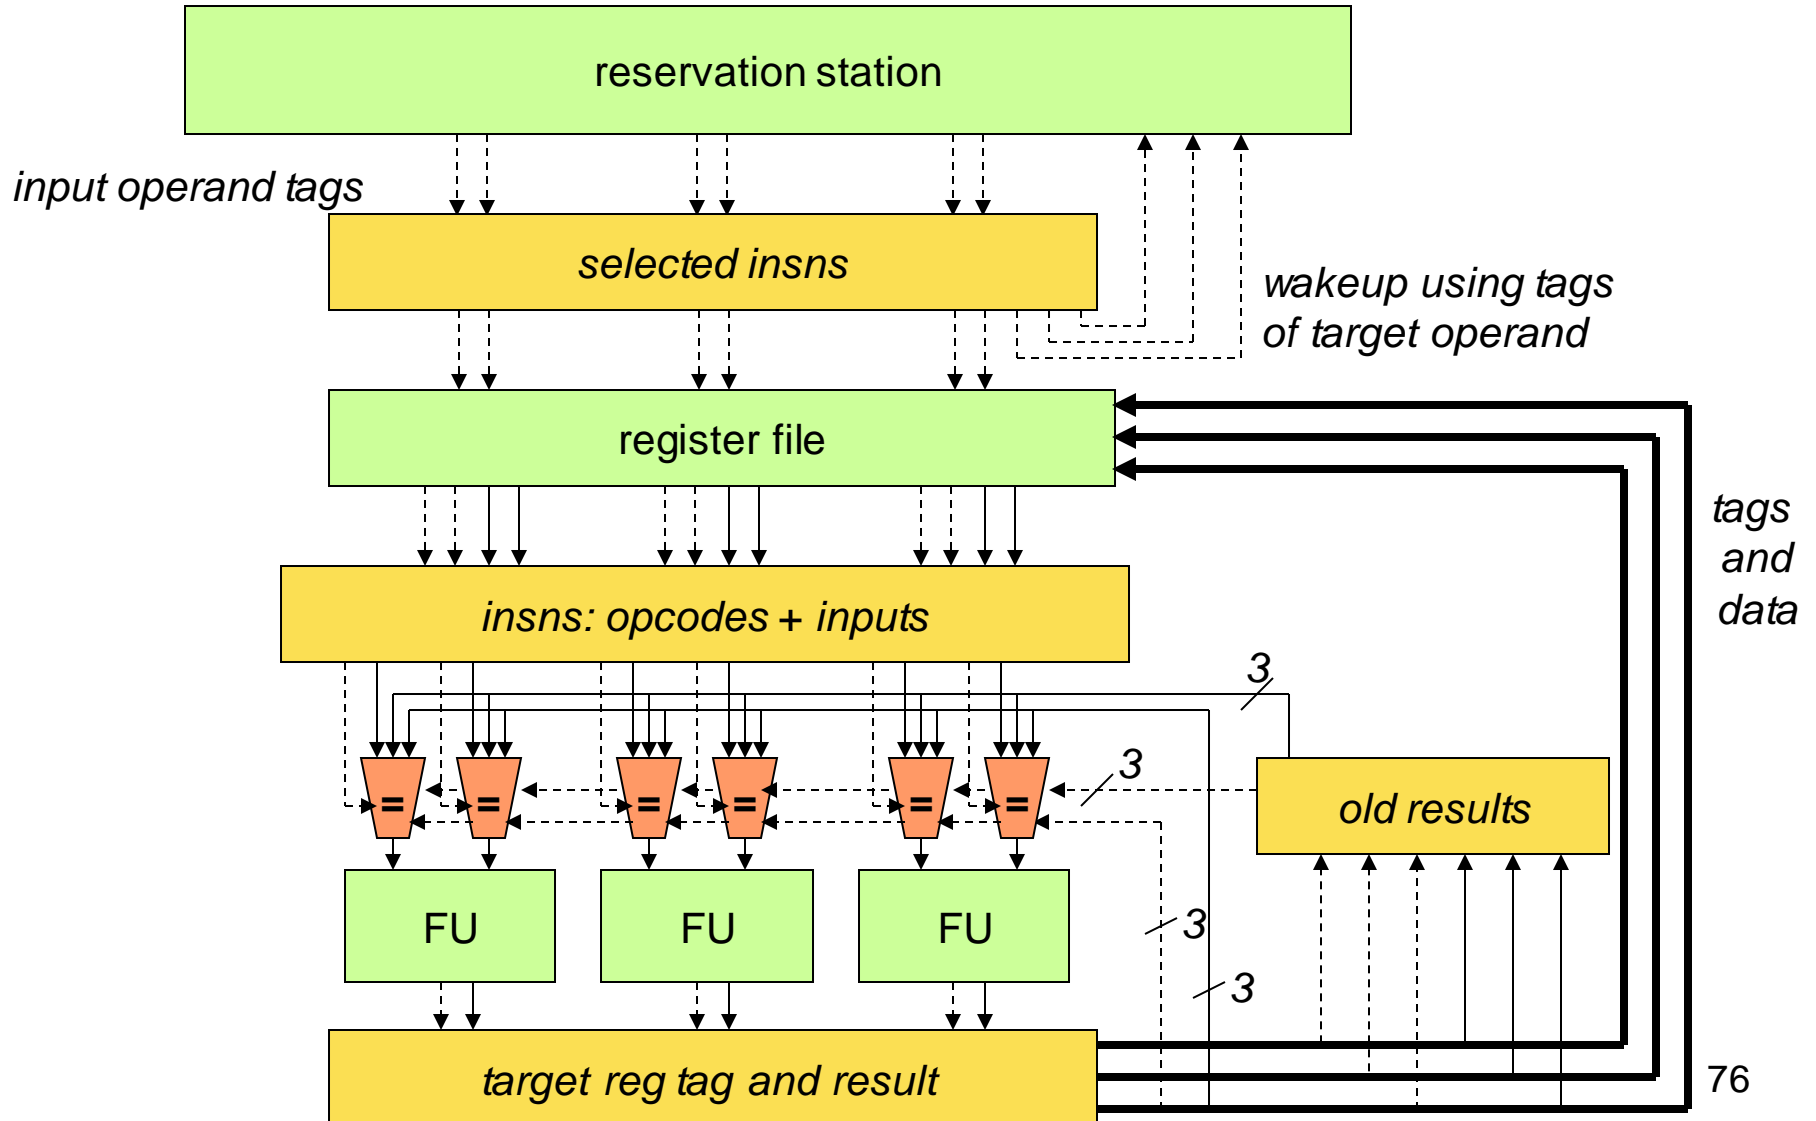 reservation station
input operand tags
selected insns
wakeup using tags
of target operand
register file
tags
and
data
insns: opcodes + inputs
3
3
= = = = = =
old results
FU FU FU
3
3
target reg tag and result
76